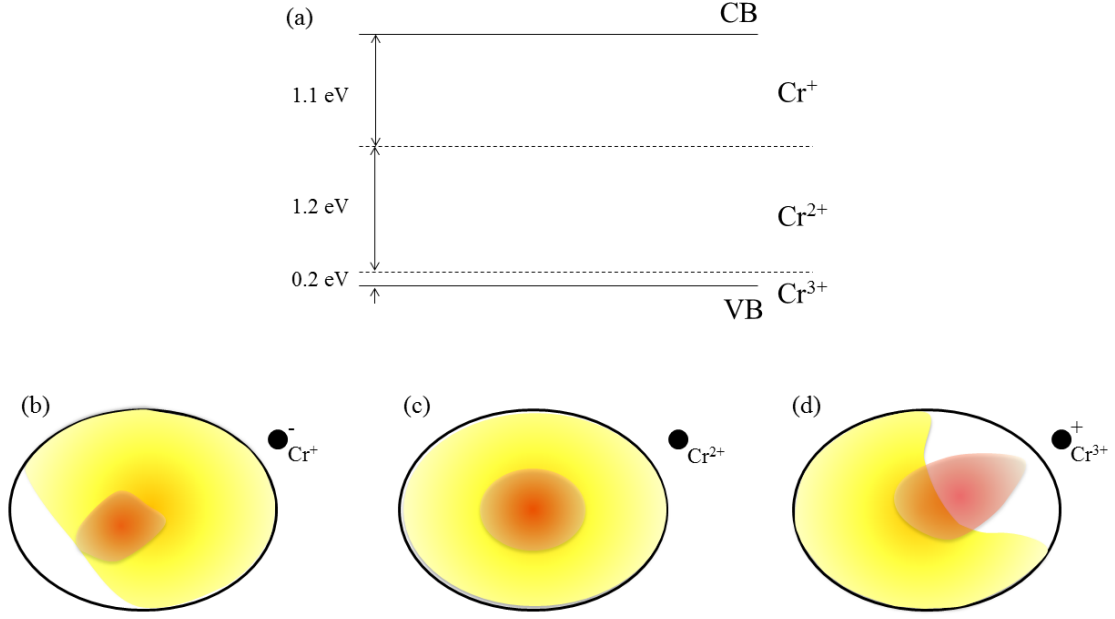 (a)
CB
1.1 eV
Cr⁺
1.2 eV
Cr²⁺
0.2 eV
Cr³⁺
VB
(b)
-
Cr⁺
(c)
Cr²⁺
(d)
+
Cr³⁺